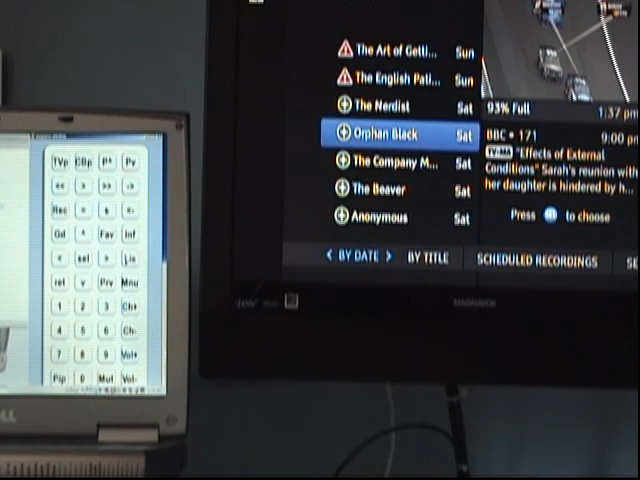 TVp CBp P^ Pv
<< > >> ->
Rec = s <-
Gd ^ Fav Inf
< sel > Lis
ret v Prv Mnu
1 2 3 Ch+
4 5 6 Ch-
7 8 9 Vol+
Pip 0 Mut Vol-
The Art of Getti... Sun
The English Pati... Sun
The Nerdist Sat
Orphan Black Sat
The Company M... Sat
The Beaver Sat
Anonymous Sat
93% Full 1:37 pm
BBC • 171 9:00 pm
TV-MA "Effects of External
Conditions" Sarah's reunion with
her daughter is hindered by h...
Press to choose
< BY DATE > BY TITLE SCHEDULED RECORDINGS SE
MAGNAVOX